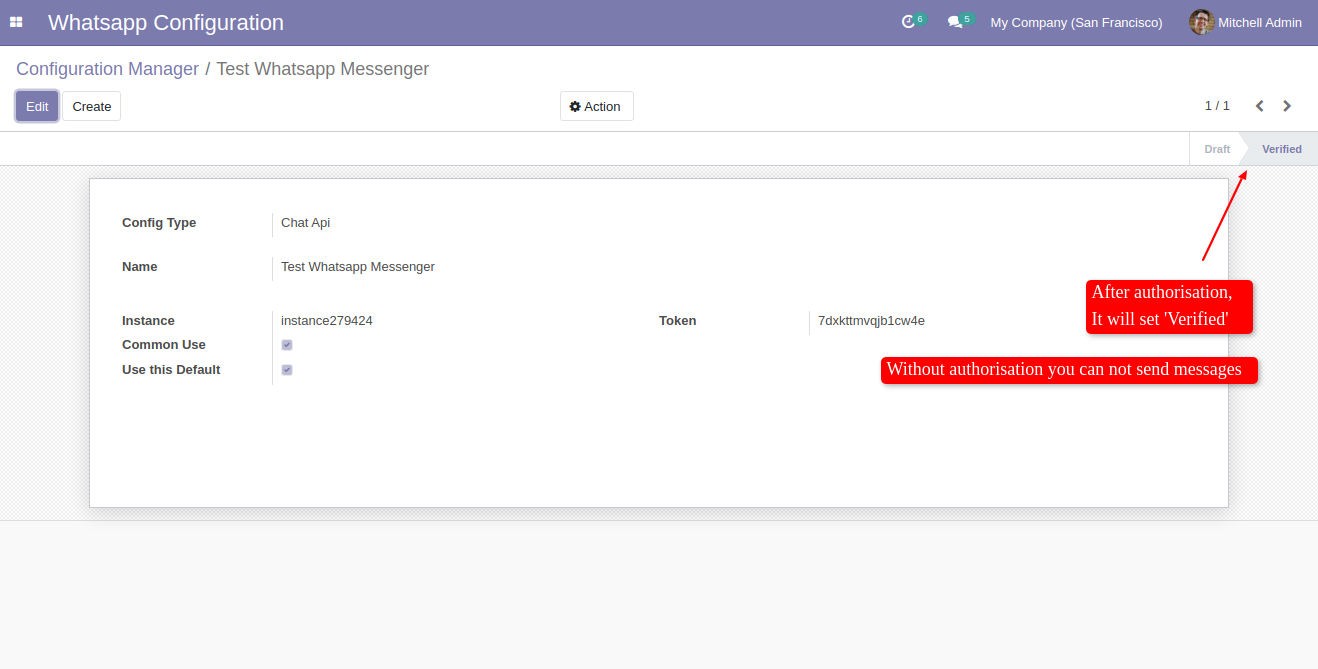 Whatsapp Configuration 6 5 My Company (San Francisco) Mitchell Admin
Configuration Manager / Test Whatsapp Messenger
Edit Create Action 1 / 1
Draft Verified
Config Type Chat Api
Name Test Whatsapp Messenger
After authorisation,
It will set 'Verified'
Instance instance279424 Token 7dxkttmvqjb1cw4e
Common Use
Use this Default
Without authorisation you can not send messages